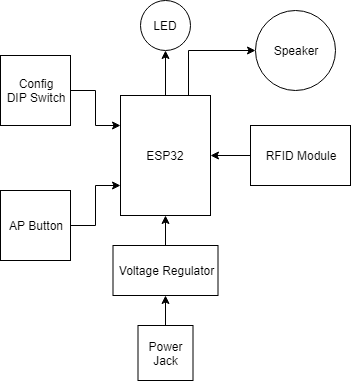 LED
Speaker
Config
DIP Switch
ESP32
RFID Module
AP Button
Voltage Regulator
Power
Jack